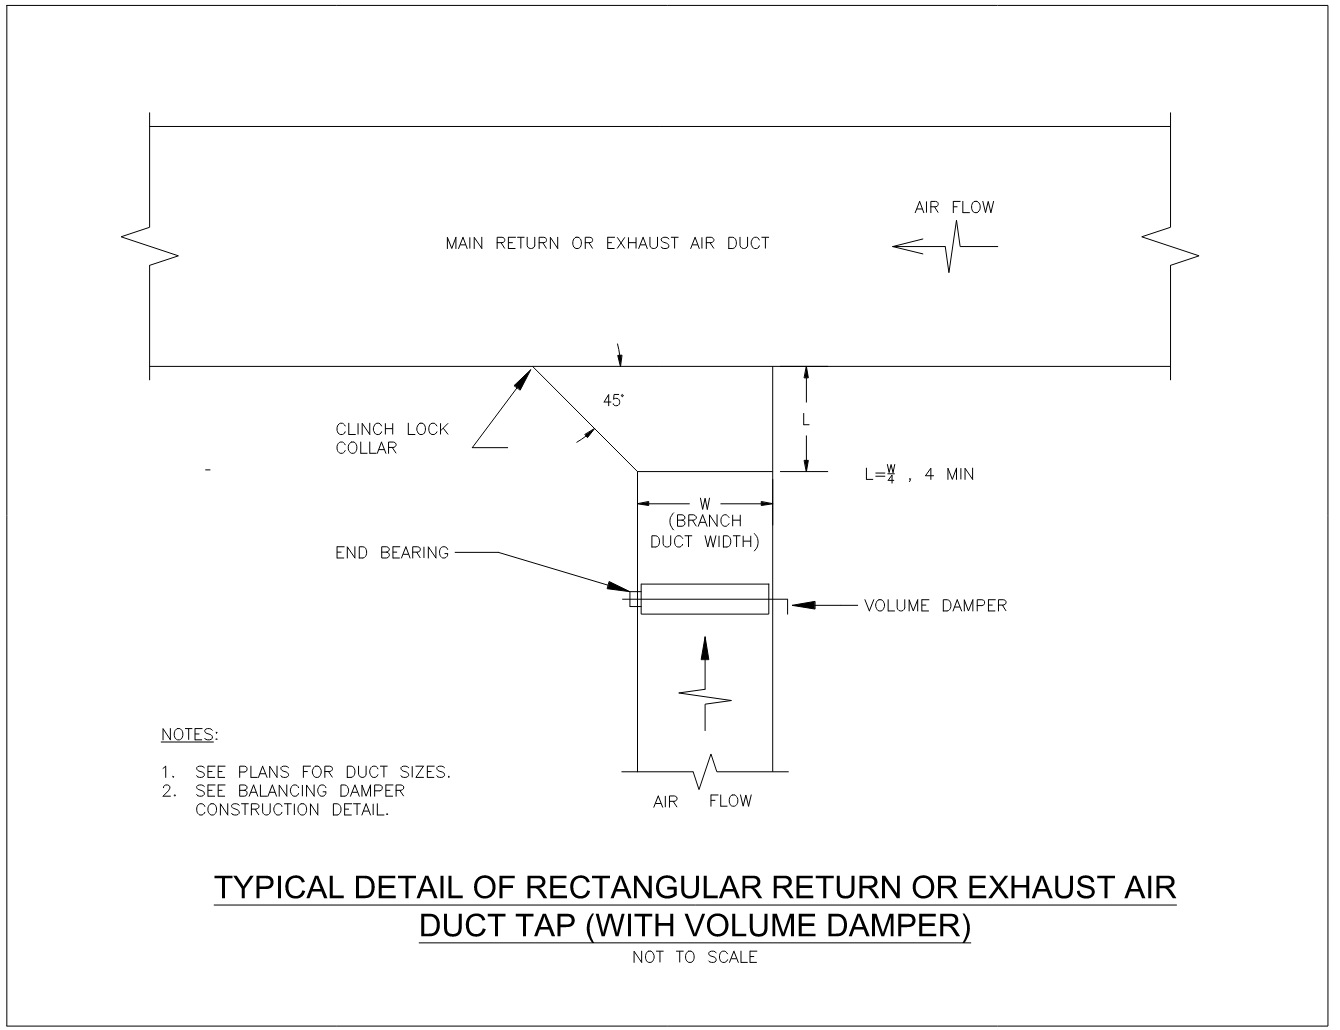 AIR FLOW
MAIN RETURN OR EXHAUST AIR DUCT
45°
CLINCH LOCK
COLLAR
L
L=W/4 , 4 MIN
W
(BRANCH
DUCT WIDTH)
END BEARING
VOLUME DAMPER
NOTES:
1. SEE PLANS FOR DUCT SIZES.
2. SEE BALANCING DAMPER
CONSTRUCTION DETAIL.
AIR FLOW
TYPICAL DETAIL OF RECTANGULAR RETURN OR EXHAUST AIR
DUCT TAP (WITH VOLUME DAMPER)
NOT TO SCALE